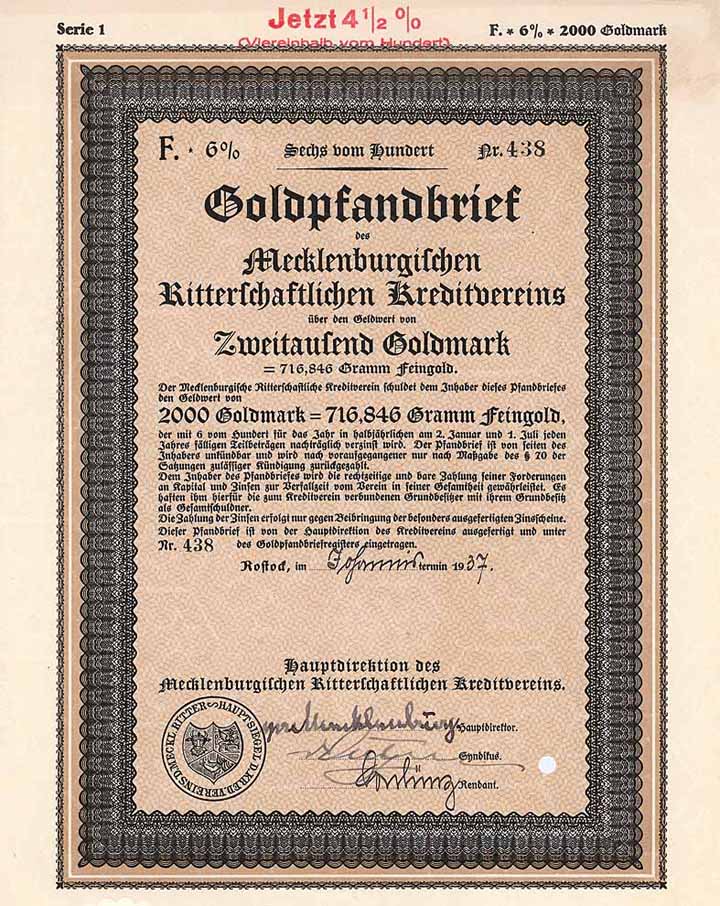 Jetzt 4 1/2 %
(Viereinhalb vom Hundert)
Serie 1
F. * 6% * 2000 Goldmark
F. * 6% Sechs vom Hundert Nr. 438
Goldpfandbrief
des
Mecklenburgischen
Ritterschaftlichen Kreditvereins
über den Geldwert von
Zweitausend Goldmark
= 716,846 Gramm Feingold.
Der Mecklenburgische Ritterschaftliche Kreditverein schuldet dem Inhaber dieses Pfandbriefes
den Geldwert von
2000 Goldmark = 716,846 Gramm Feingold,
der mit 6 vom Hundert für das Jahr in halbjährlichen am 2. Januar und 1. Juli jeden
Jahres fälligen Teilbeträgen nachträglich verzinst wird. Der Pfandbrief ist von seiten des
Inhabers unkündbar und wird nach voraufgegangener nur nach Maßgabe des § 70 der
Satzungen zulässiger Kündigung zurückgezahlt.
Dem Inhaber des Pfandbriefes wird die rechtzeitige und bare Zahlung seiner Forderungen
an Kapital und Zinsen zur Verfallzeit vom Verein in seiner Gesamtheit gewährleistet. Es
haften ihm hierfür die zum Kreditverein verbundenen Grundbesitzer mit ihrem Grundbesitz
als Gesamtschuldner.
Die Zahlung der Zinsen erfolgt nur gegen Beibringung der besonders ausgefertigten Zinsscheine.
Dieser Pfandbrief ist von der Hauptdirektion des Kreditvereins ausgefertigt und unter
Nr. 438 des Goldpfandbriefregisters eingetragen.
Rostock, im Johannis termin 1937.
Hauptdirektion des
Mecklenburgischen Ritterschaftlichen Kreditvereins.
Hauptdirektor.
Syndikus.
Rendant.
HAUPTSIEGEL D. KRED. VEREINS D. MECKL. RITTER